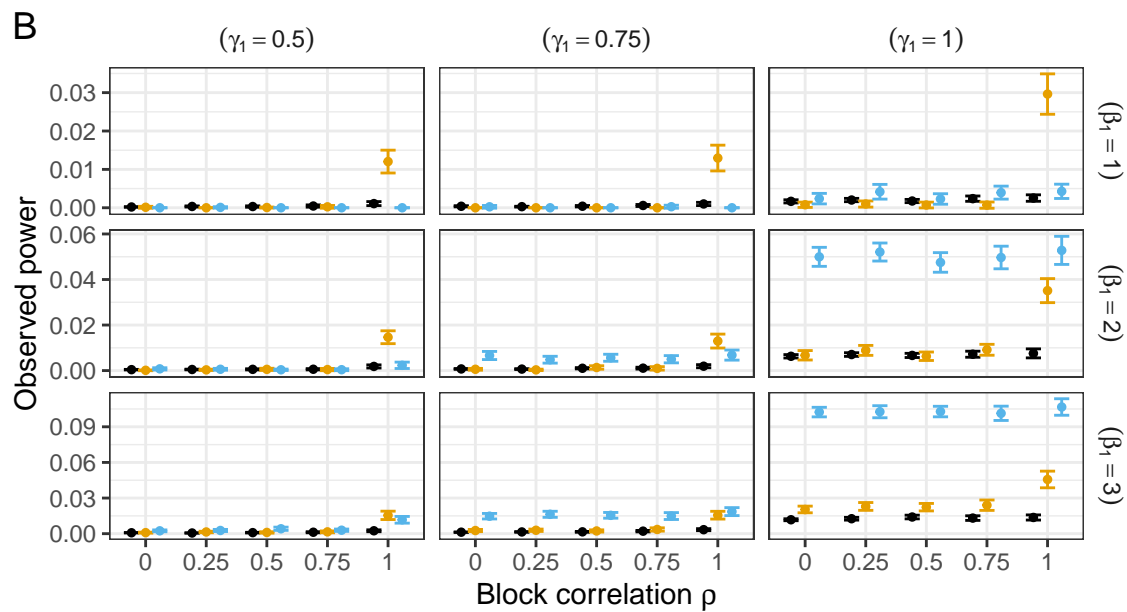 B
(γ1 = 0.5) (γ1 = 0.75) (γ1 = 1)
0.03
0.02
0.01
0.00
(β1 = 1)
0.06
0.04
0.02
0.00
(β1 = 2)
0.09
0.06
0.03
0.00
(β1 = 3)
Observed power
0 0.25 0.5 0.75 1 0 0.25 0.5 0.75 1 0 0.25 0.5 0.75 1
Block correlation ρ